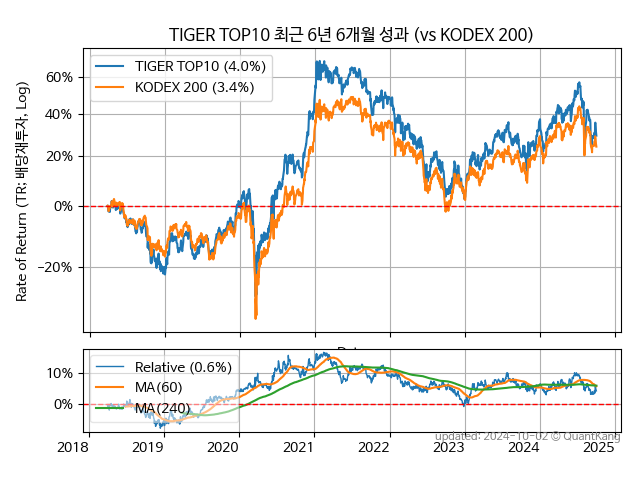 TIGER TOP10 최근 6년 6개월 성과 (vs KODEX 200)
TIGER TOP10 (4.0%)
KODEX 200 (3.4%)
60%
40%
20%
0%
−20%
Rate of Return (TR: 배당재투자, Log)
Relative (0.6%)
MA(60)
MA(240)
10%
0%
2018 2019 2020 2021 2022 2023 2024 2025
updated: 2024-10-02 © QuantKang